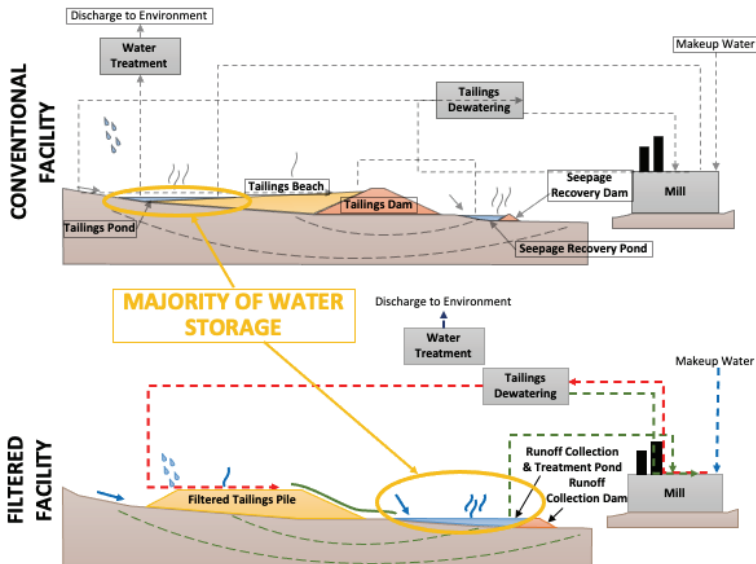 CONVENTIONAL
FACILITY
Discharge to Environment
Water
Treatment
Makeup Water
Tailings
Dewatering
Tailings Beach
Seepage
Recovery Dam
Mill
Tailings Dam
Tailings Pond
Seepage Recovery Pond
MAJORITY OF WATER
STORAGE
FILTERED
FACILITY
Discharge to Environment
Water
Treatment
Makeup Water
Tailings
Dewatering
Runoff Collection
& Treatment Pond
Runoff
Collection Dam
Filtered Tailings Pile
Mill